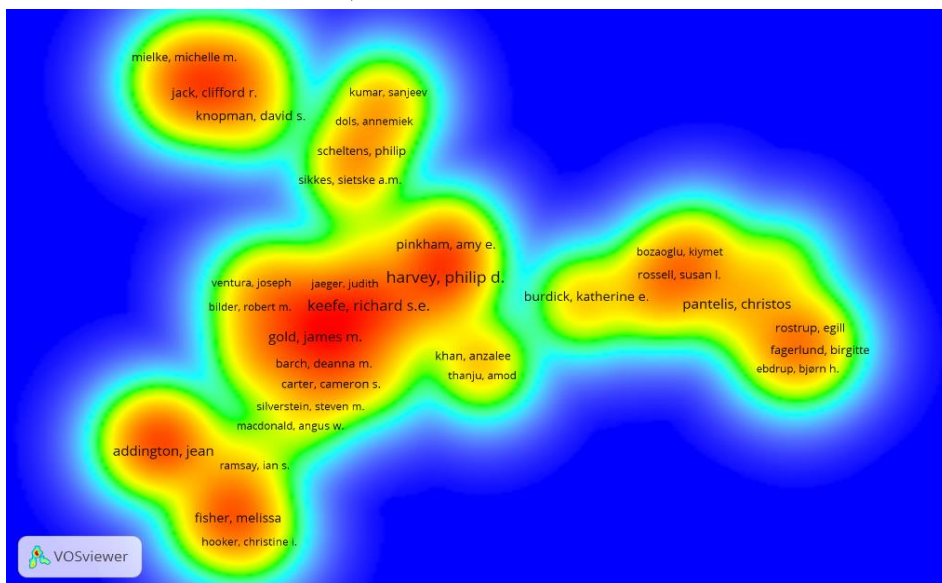 mielke, michelle m.
jack, clifford r.
knopman, david s.
kumar, sanjeev
dols, annemiek
scheltens, philip
sikkes, sietske a.m.
pinkham, amy e.
harvey, philip d.
ventura, joseph
jaeger, judith
bilder, robert m.
keefe, richard s.e.
gold, james m.
barch, deanna m.
carter, cameron s.
silverstein, steven m.
macdonald, angus w.
khan, anzalee
thanju, amod
bozaoglu, kiymet
rossell, susan l.
burdick, katherine e.
pantelis, christos
rostrup, egill
fagerlund, birgitte
ebdrup, bjørn h.
addington, jean
ramsay, ian s.
fisher, melissa
hooker, christine i.
VOSviewer